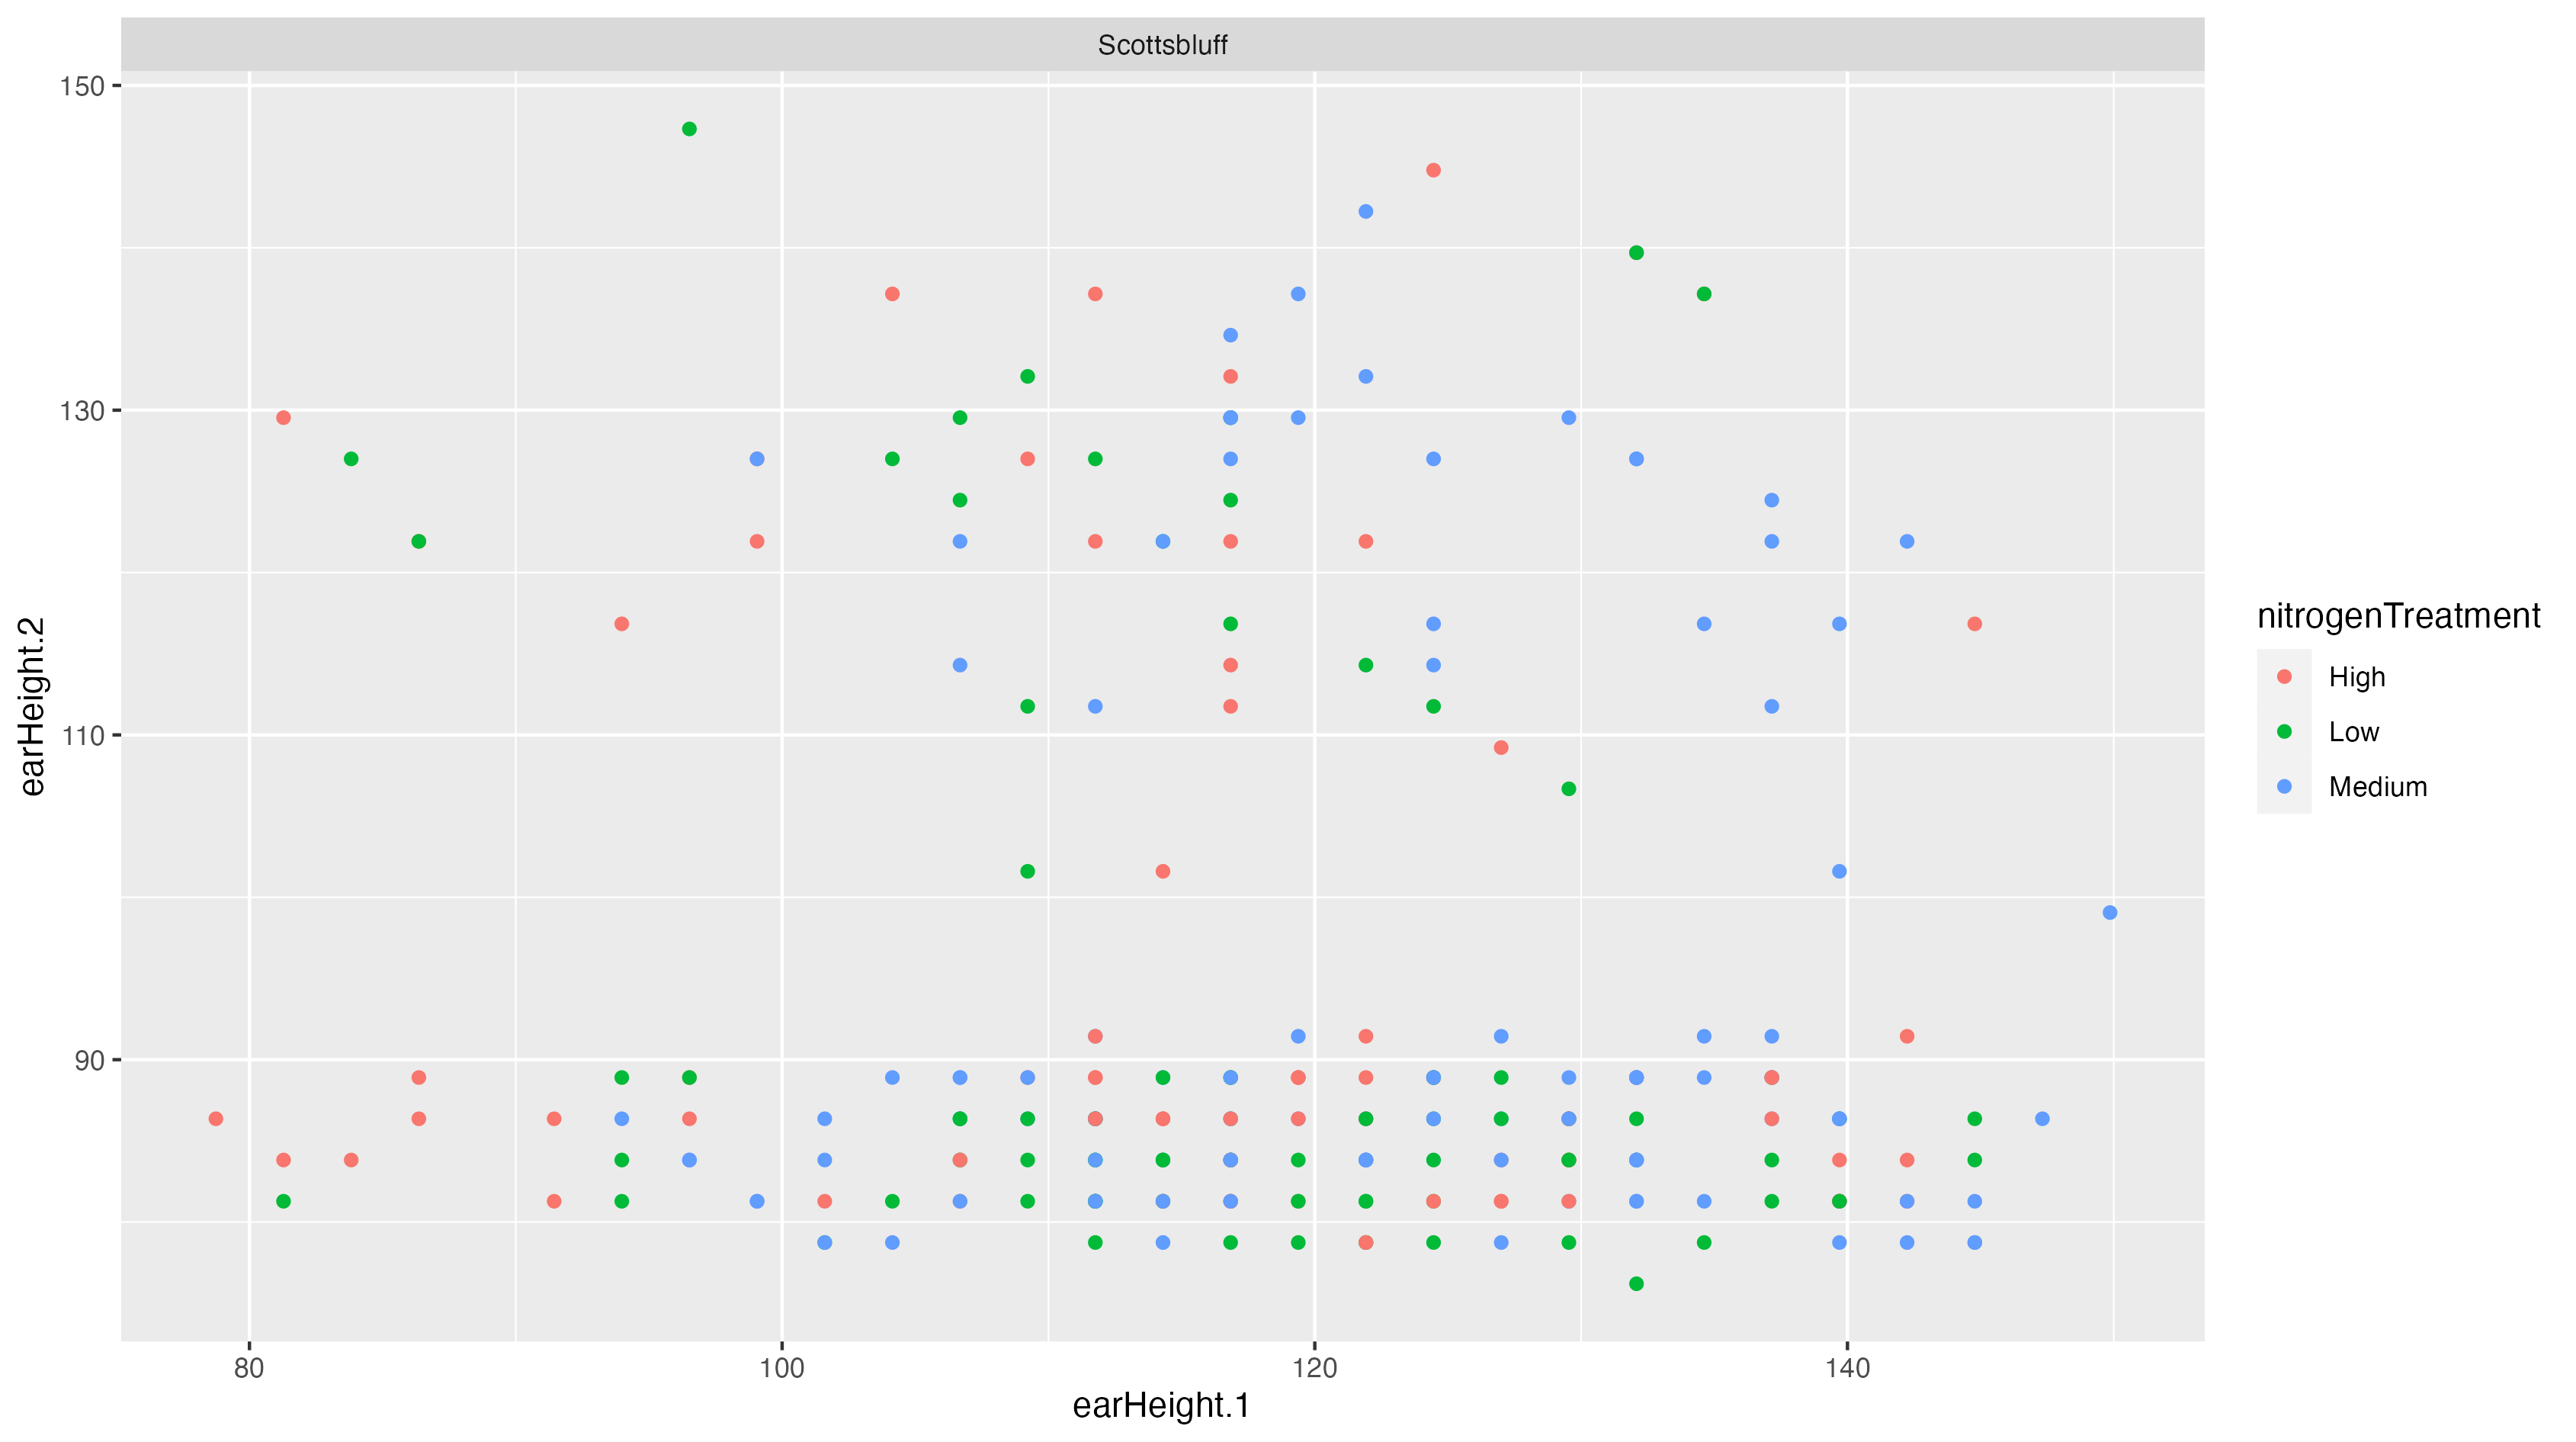 Scottsbluff
150
130
110
90
80
100
120
140
earHeight.1
earHeight.2
nitrogenTreatment
High
Low
Medium